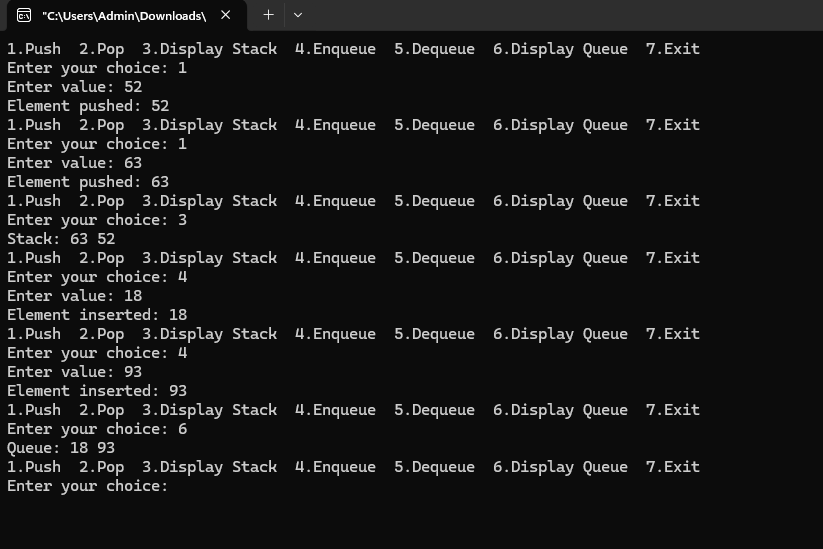 "C:\Users\Admin\Downloads\
1.Push  2.Pop  3.Display Stack  4.Enqueue  5.Dequeue  6.Display Queue  7.Exit
Enter your choice: 1
Enter value: 52
Element pushed: 52
1.Push  2.Pop  3.Display Stack  4.Enqueue  5.Dequeue  6.Display Queue  7.Exit
Enter your choice: 1
Enter value: 63
Element pushed: 63
1.Push  2.Pop  3.Display Stack  4.Enqueue  5.Dequeue  6.Display Queue  7.Exit
Enter your choice: 3
Stack: 63 52
1.Push  2.Pop  3.Display Stack  4.Enqueue  5.Dequeue  6.Display Queue  7.Exit
Enter your choice: 4
Enter value: 18
Element inserted: 18
1.Push  2.Pop  3.Display Stack  4.Enqueue  5.Dequeue  6.Display Queue  7.Exit
Enter your choice: 4
Enter value: 93
Element inserted: 93
1.Push  2.Pop  3.Display Stack  4.Enqueue  5.Dequeue  6.Display Queue  7.Exit
Enter your choice: 6
Queue: 18 93
1.Push  2.Pop  3.Display Stack  4.Enqueue  5.Dequeue  6.Display Queue  7.Exit
Enter your choice: